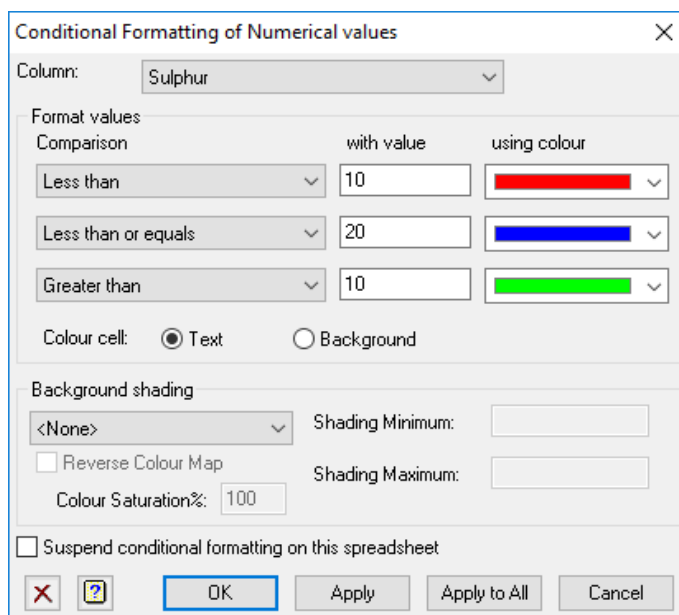 Conditional Formatting of Numerical values
Column: Sulphur
Format values
Comparison with value using colour
Less than 10
Less than or equals 20
Greater than 10
Colour cell: Text Background
Background shading
<None> Shading Minimum:
Reverse Colour Map Shading Maximum:
Colour Saturation%: 100
Suspend conditional formatting on this spreadsheet
? OK Apply Apply to All Cancel